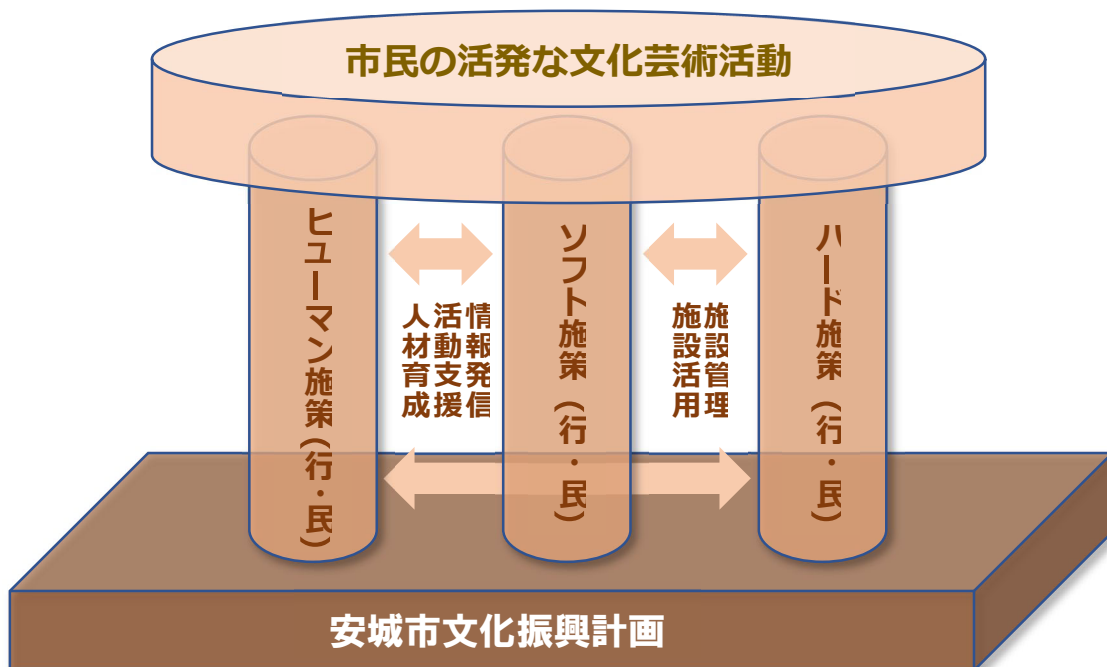 市民の活発な文化芸術活動
ヒューマン施策(行・民)
情報発信
活動支援
人材育成
ソフト施策(行・民)
施設管理
施設活用
ハード施策(行・民)
安城市文化振興計画